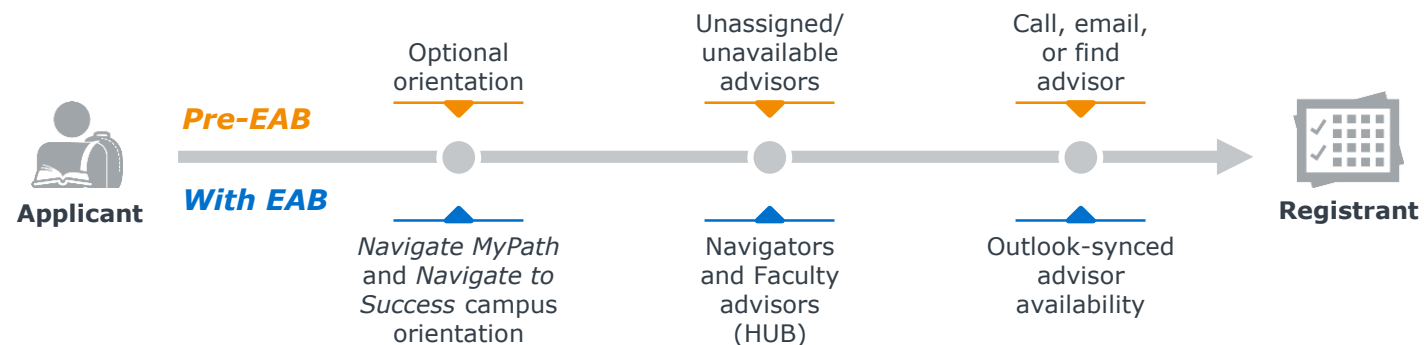 Optional
orientation
Unassigned/
unavailable
advisors
Call, email,
or find
advisor
Pre-EAB
With EAB
Applicant
Registrant
Navigate MyPath
and Navigate to
Success campus
orientation
Navigators
and Faculty
advisors
(HUB)
Outlook-synced
advisor
availability